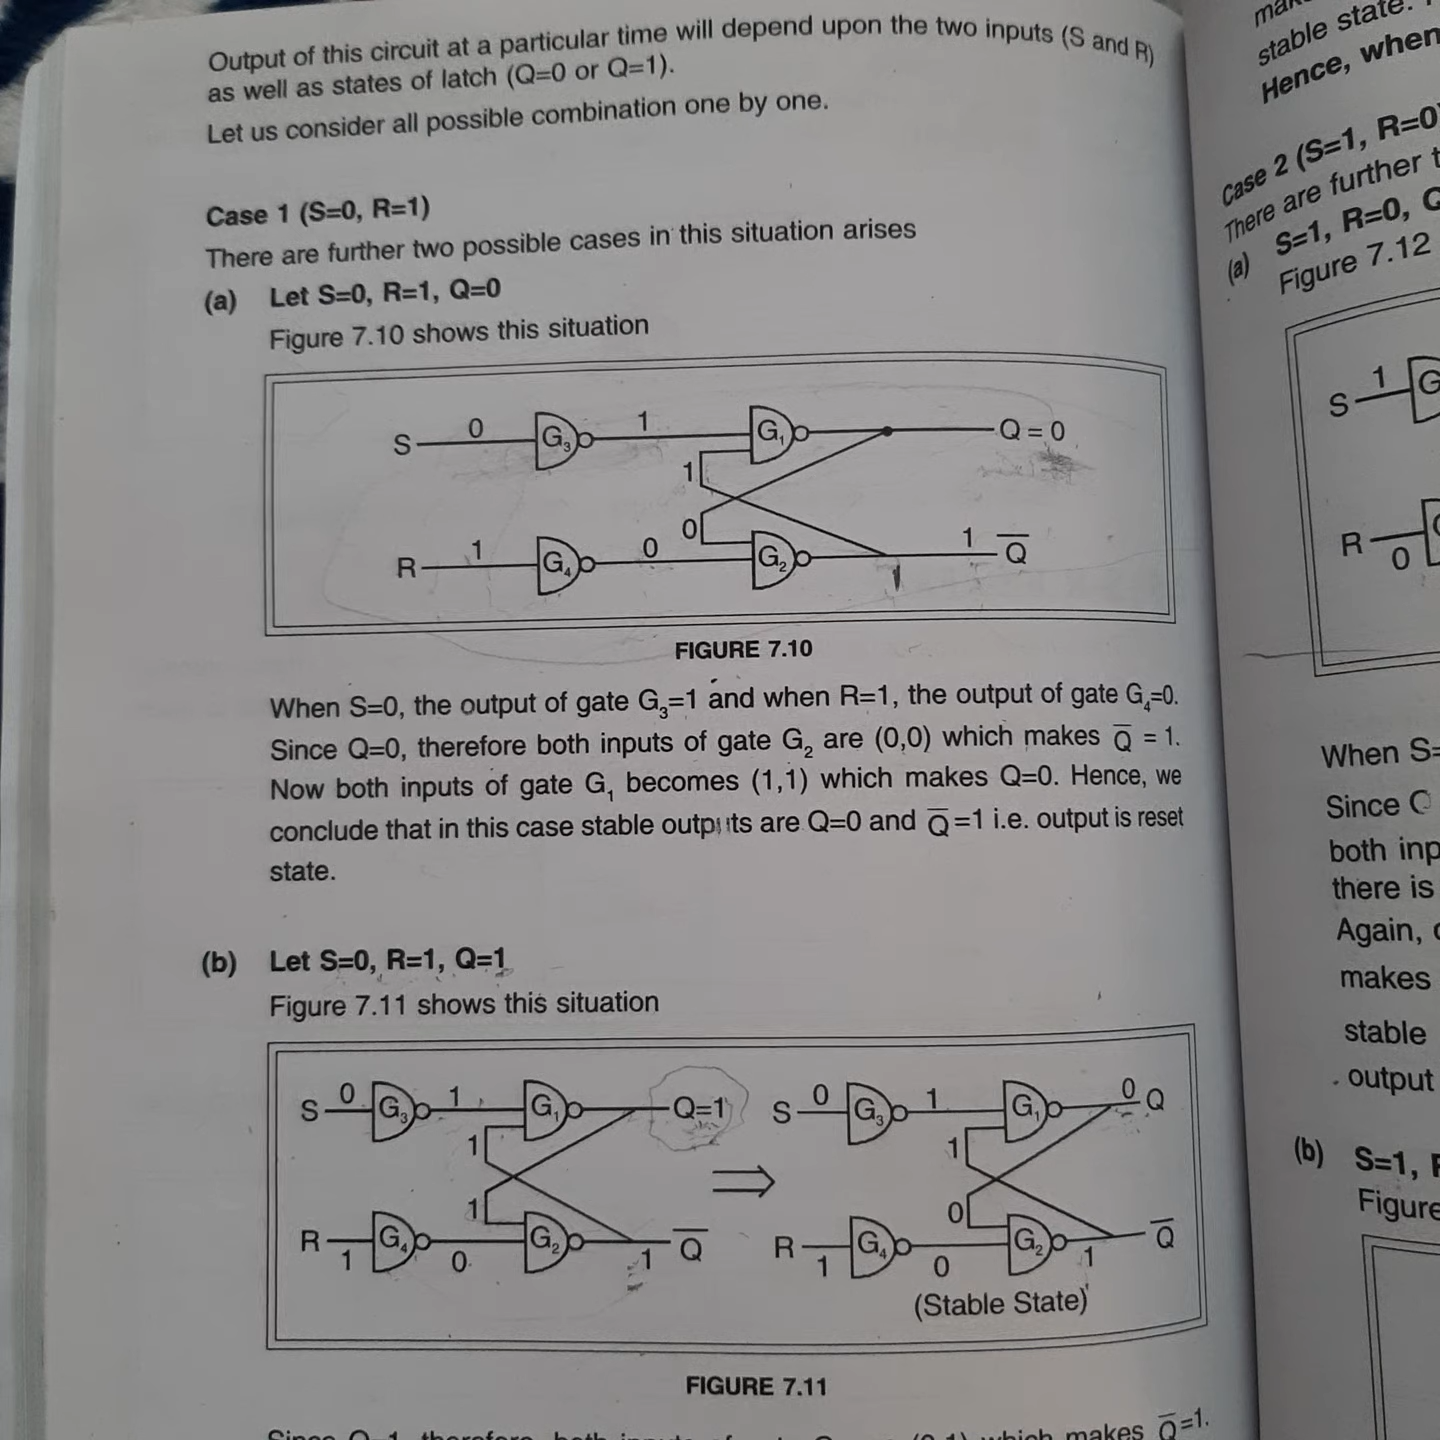 Output of this circuit at a particular time will depend upon the two inputs (S and R)
as well as states of latch (Q=0 or Q=1).
Let us consider all possible combination one by one.
Case 1 (S=0, R=1)
There are further two possible cases in this situation arises
(a) Let S=0, R=1, Q=0
Figure 7.10 shows this situation
S 0 G₃ 1 G₁ Q = 0
1
0
R 1 G₄ 0 G₂ 1 Q̅
FIGURE 7.10
When S=0, the output of gate G₃=1 and when R=1, the output of gate G₄=0.
Since Q=0, therefore both inputs of gate G₂ are (0,0) which makes Q̅ = 1.
Now both inputs of gate G₁ becomes (1,1) which makes Q=0. Hence, we
conclude that in this case stable outputs are Q=0 and Q̅=1 i.e. output is reset
state.
(b) Let S=0, R=1, Q=1
Figure 7.11 shows this situation
S 0 G₃ 1 G₁ Q=1
1
1
R 1 G₄ 0 G₂ 1 Q̅
⇒
S 0 G₃ 1 G₁ 0 Q
1
0
R 1 G₄ 0 G₂ 1 Q̅
(Stable State)
FIGURE 7.11
which makes Q̅=1.
stable state.
Hence, when
Case 2 (S=1, R=0)
There are further
(a) S=1, R=0,
Figure 7.12
S 1 G
R 0
When S=
Since
both inp
there is
Again,
makes
stable
output
(b) S=1,
Figure